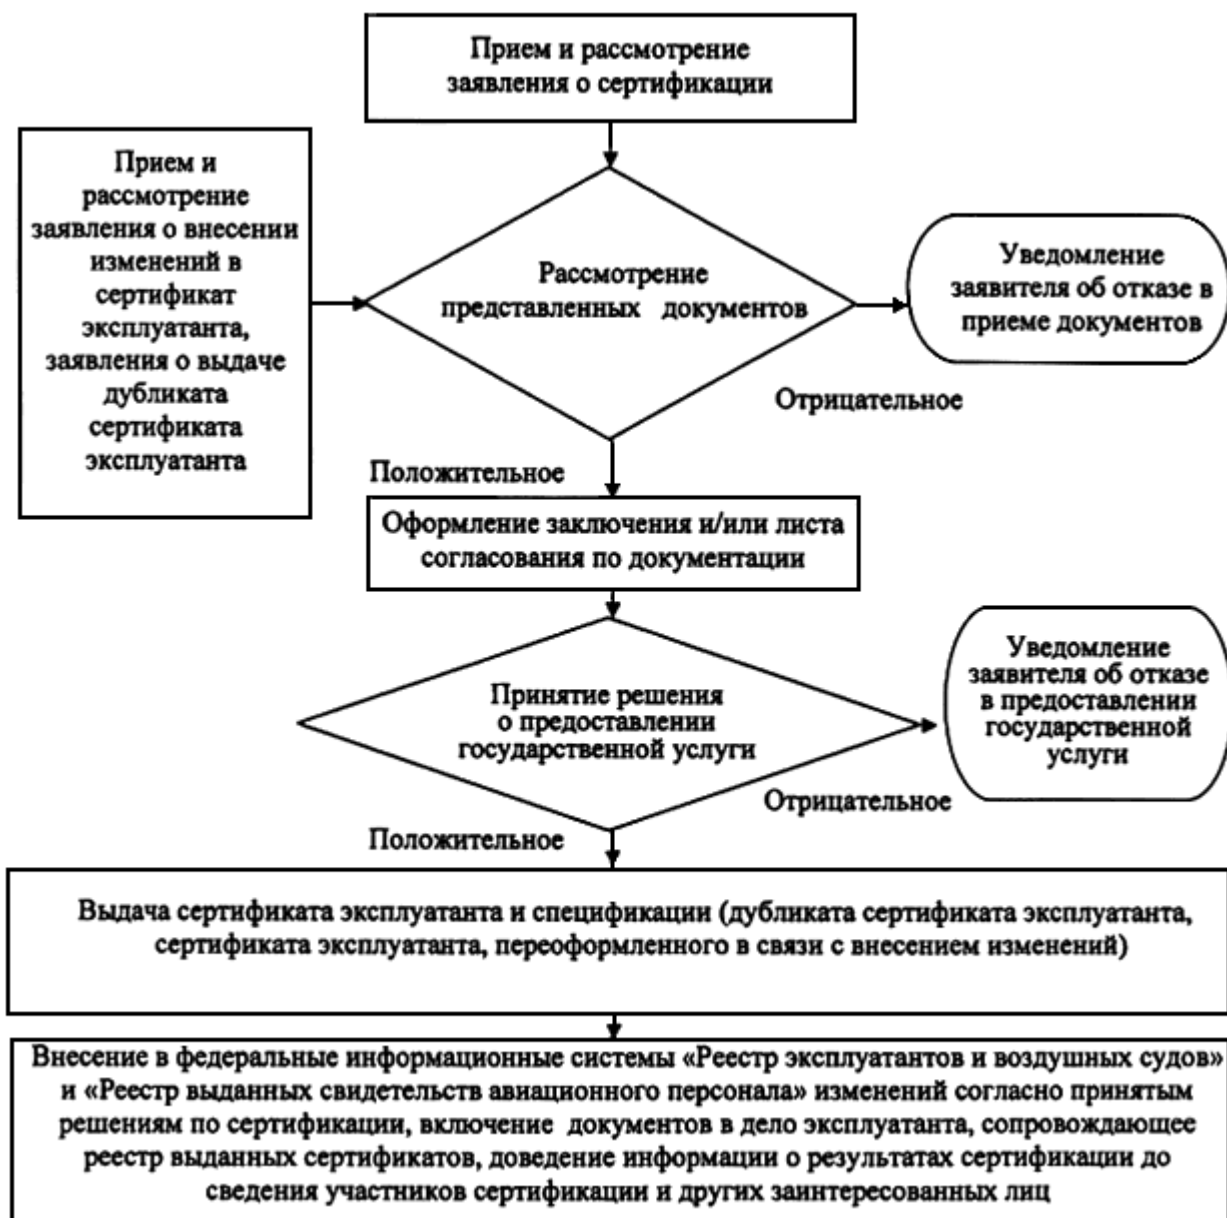 Прием и рассмотрение
заявления о сертификации
Прием и
рассмотрение
заявления о внесении
изменений в
сертификат
эксплуатанта,
заявления о выдаче
дубликата
сертификата
эксплуатанта
Рассмотрение
представленных документов
Уведомление
заявителя об отказе в
приеме документов
Отрицательное
Положительное
Оформление заключения и/или листа
согласования по документации
Принятие решения
о предоставлении
государственной услуги
Уведомление
заявителя об отказе
в предоставлении
государственной
услуги
Отрицательное
Положительное
Выдача сертификата эксплуатанта и спецификации (дубликата сертификата эксплуатанта,
сертификата эксплуатанта, переоформленного в связи с внесением изменений)
Внесение в федеральные информационные системы «Реестр эксплуатантов и воздушных судов»
и «Реестр выданных свидетельств авиационного персонала» изменений согласно принятым
решениям по сертификации, включение документов в дело эксплуатанта, сопровождающее
реестр выданных сертификатов, доведение информации о результатах сертификации до
сведения участников сертификации и других заинтересованных лиц